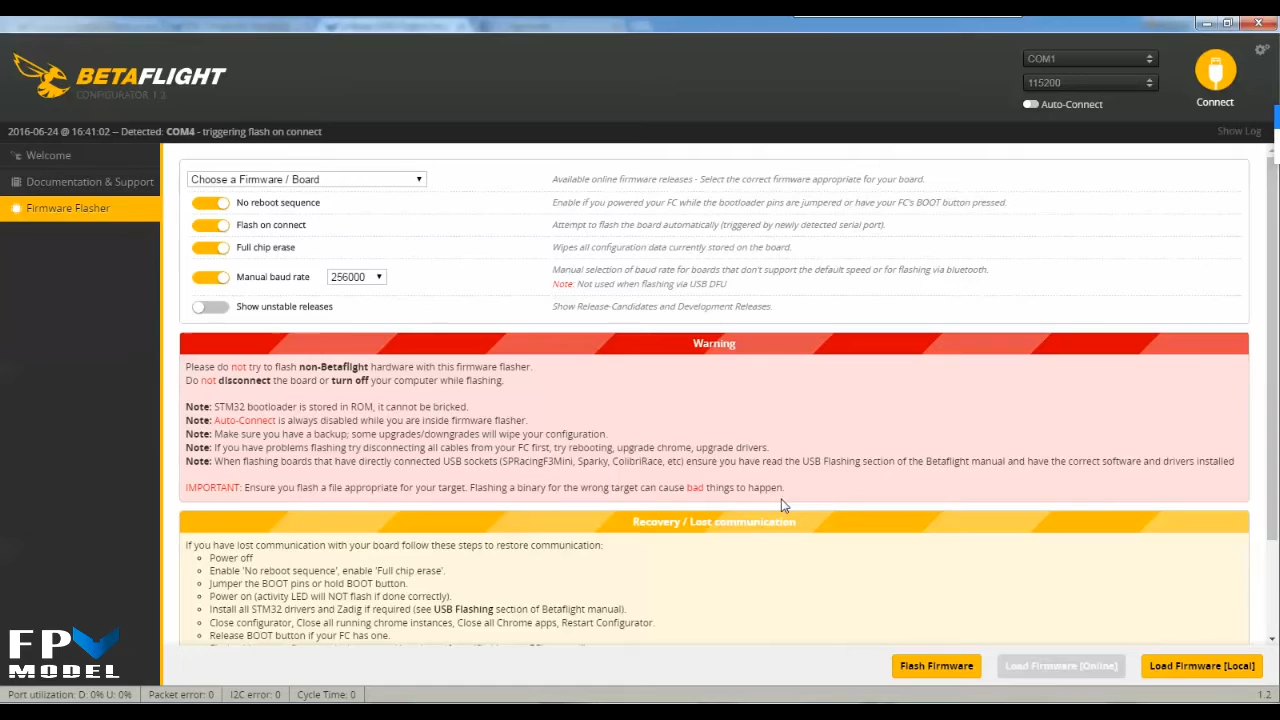 BETAFLIGHT
CONFIGURATOR 1.3
COM1
115200
Auto-Connect
Connect
2016-06-24 @ 16:41:02 -- Detected: COM4 - triggering flash on connect
Show Log
Welcome
Documentation & Support
Firmware Flasher
Choose a Firmware / Board
Available online firmware releases - Select the correct firmware appropriate for your board.
No reboot sequence
Enable if you powered your FC while the bootloader pins are jumpered or have your FC's BOOT button pressed.
Flash on connect
Attempt to flash the board automatically (triggered by newly detected serial port).
Full chip erase
Wipes all configuration data currently stored on the board.
Manual baud rate
256000
Manual selection of baud rate for boards that don't support the default speed or for flashing via bluetooth.
Note: Not used when flashing via USB DFU
Show unstable releases
Show Release-Candidates and Development Releases.
Warning
Please do not try to flash non-Betaflight hardware with this firmware flasher.
Do not disconnect the board or turn off your computer while flashing.
Note: STM32 bootloader is stored in ROM, it cannot be bricked.
Note: Auto-Connect is always disabled while you are inside firmware flasher.
Note: Make sure you have a backup; some upgrades/downgrades will wipe your configuration.
Note: If you have problems flashing try disconnecting all cables from your FC first, try rebooting, upgrade chrome, upgrade drivers.
Note: When flashing boards that have directly connected USB sockets (SPRacingF3Mini, Sparky, ColibriRace, etc) ensure you have read the USB Flashing section of the Betaflight manual and have the correct software and drivers installed
IMPORTANT: Ensure you flash a file appropriate for your target. Flashing a binary for the wrong target can cause bad things to happen.
Recovery / Lost communication
If you have lost communication with your board follow these steps to restore communication:
Power off
Enable 'No reboot sequence', enable 'Full chip erase'.
Jumper the BOOT pins or hold BOOT button.
Power on (activity LED will NOT flash if done correctly).
Install all STM32 drivers and Zadig if required (see USB Flashing section of Betaflight manual).
Close configurator, Close all running chrome instances, Close all Chrome apps, Restart Configurator.
Release BOOT button if your FC has one.
FPV
MODEL
Flash Firmware
Load Firmware [Online]
Load Firmware [Local]
Port utilization: D: 0% U: 0%
Packet error: 0
I2C error: 0
Cycle Time: 0
1.2